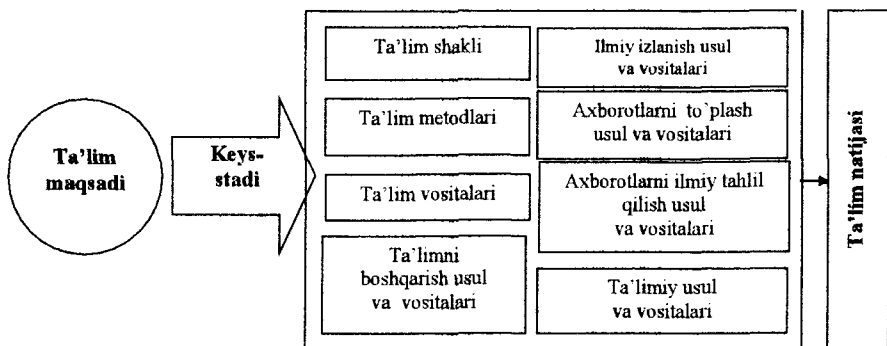 Ta'lim
maqsadi
Keys-
stadi
Ta'lim shakli
Ta'lim metodlari
Ta'lim vositalari
Ta'limni
boshqarish usul
va vositalari
Ilmiy izlanish usul
va vositalari
Axborotlarni to`plash
usul va vositalari
Axborotlarni ilmiy tahlil
qilish usul
va vositalari
Ta'limiy usul
va vositalari
Ta'lim natijasi